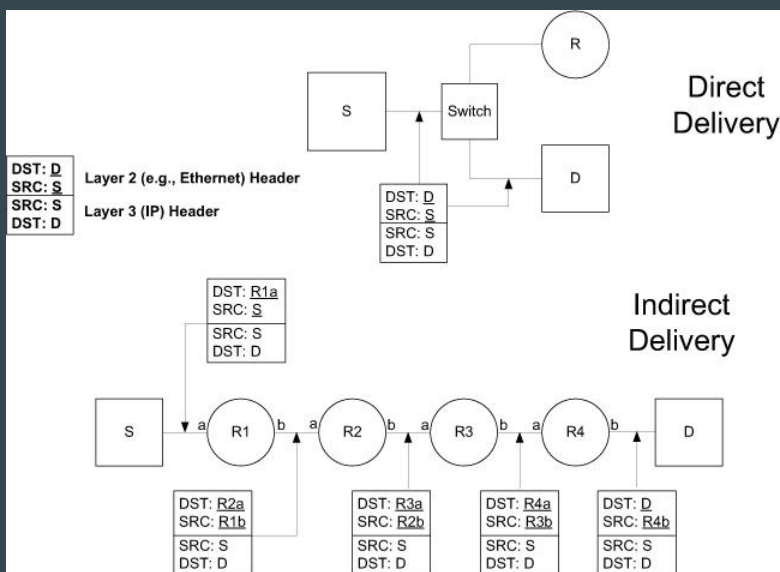 R
Direct
Delivery
S
Switch
D
DST: D
SRC: S
SRC: S
DST: D
Layer 2 (e.g., Ethernet) Header
Layer 3 (IP) Header
DST: D
SRC: S
SRC: S
DST: D
DST: R1a
SRC: S
SRC: S
DST: D
Indirect
Delivery
S a R1 b a R2 b a R3 b a R4 b D
DST: R2a
SRC: R1b
SRC: S
DST: D
DST: R3a
SRC: R2b
SRC: S
DST: D
DST: R4a
SRC: R3b
SRC: S
DST: D
DST: D
SRC: R4b
SRC: S
DST: D